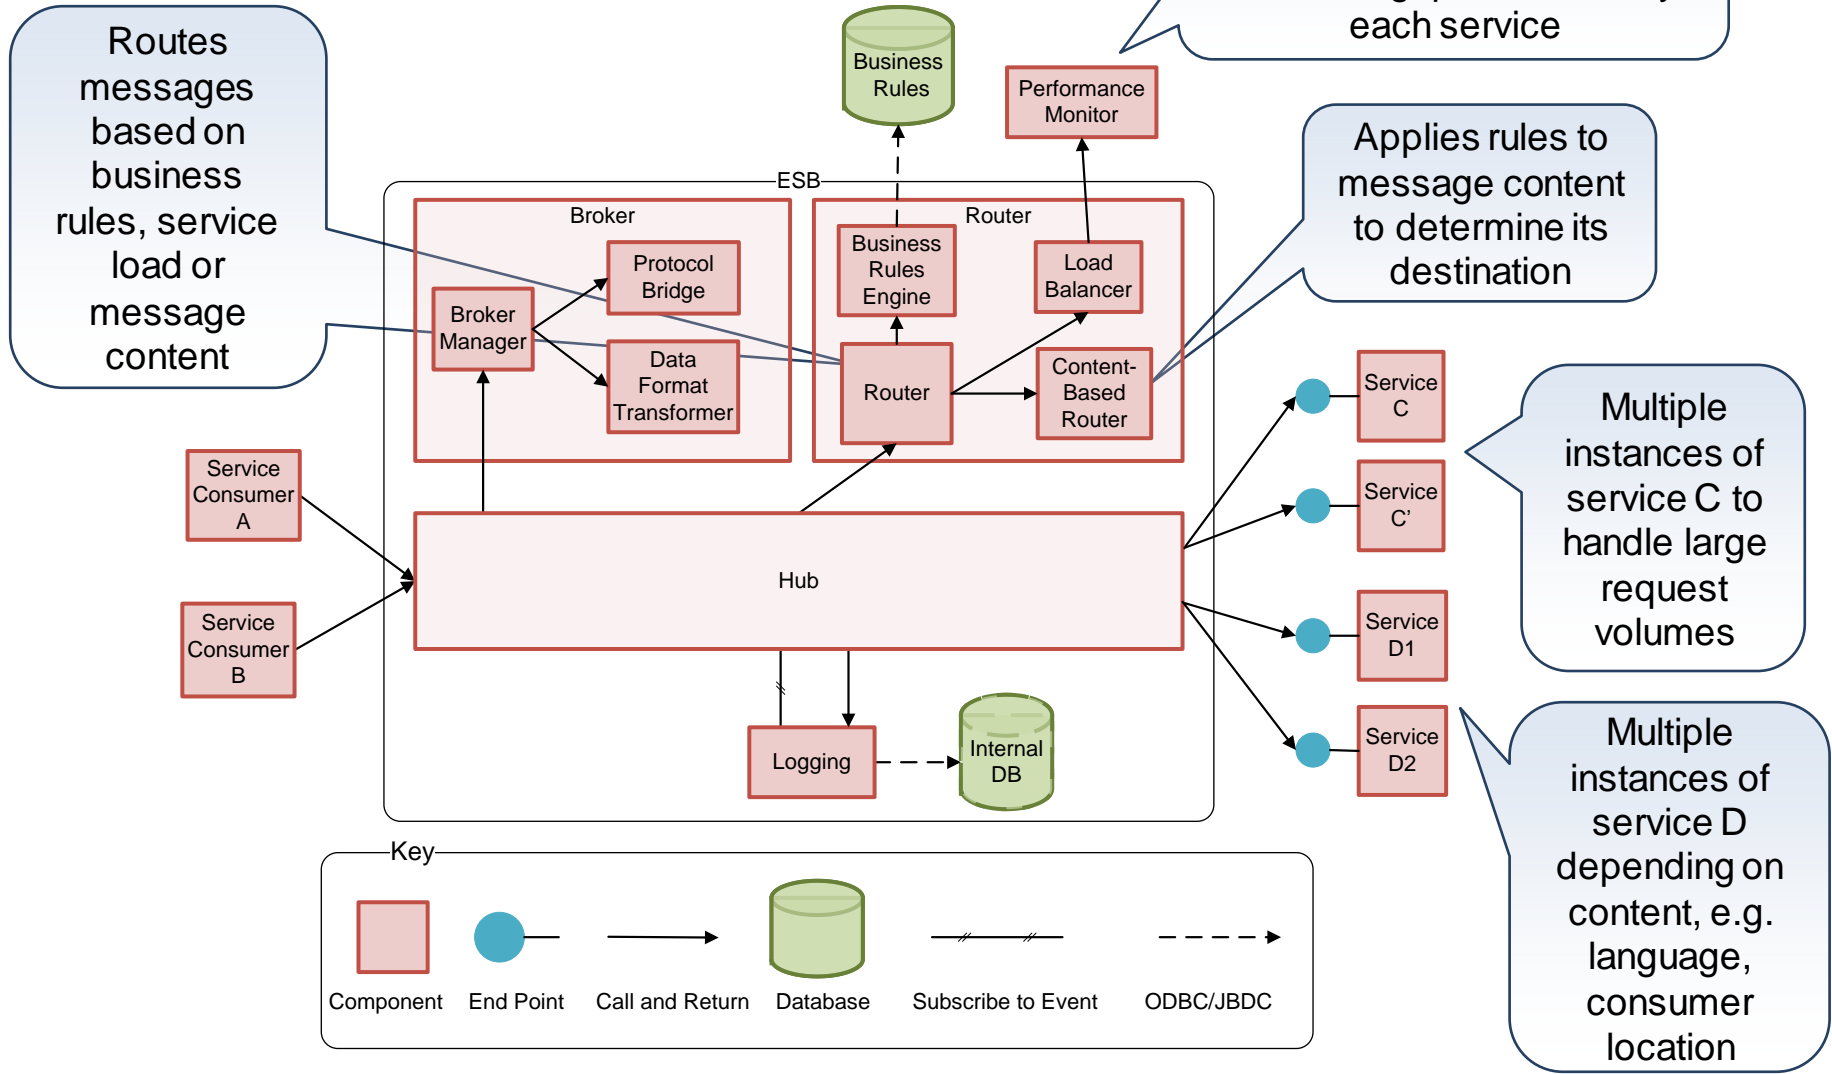 each service
Routes
messages
based on
business
rules, service
load or
message
content
Business
Rules
Performance
Monitor
Applies rules to
message content
to determine its
destination
ESB
Broker
Protocol
Bridge
Broker
Manager
Data
Format
Transformer
Router
Business
Rules
Engine
Load
Balancer
Router
Content-
Based
Router
Service
Consumer
A
Service
Consumer
B
Hub
Logging
Internal
DB
Service
C
Service
C’
Service
D1
Service
D2
Multiple
instances of
service C to
handle large
request
volumes
Multiple
instances of
service D
depending on
content, e.g.
language,
consumer
location
Key
Component
End Point
Call and Return
Database
Subscribe to Event
ODBC/JBDC